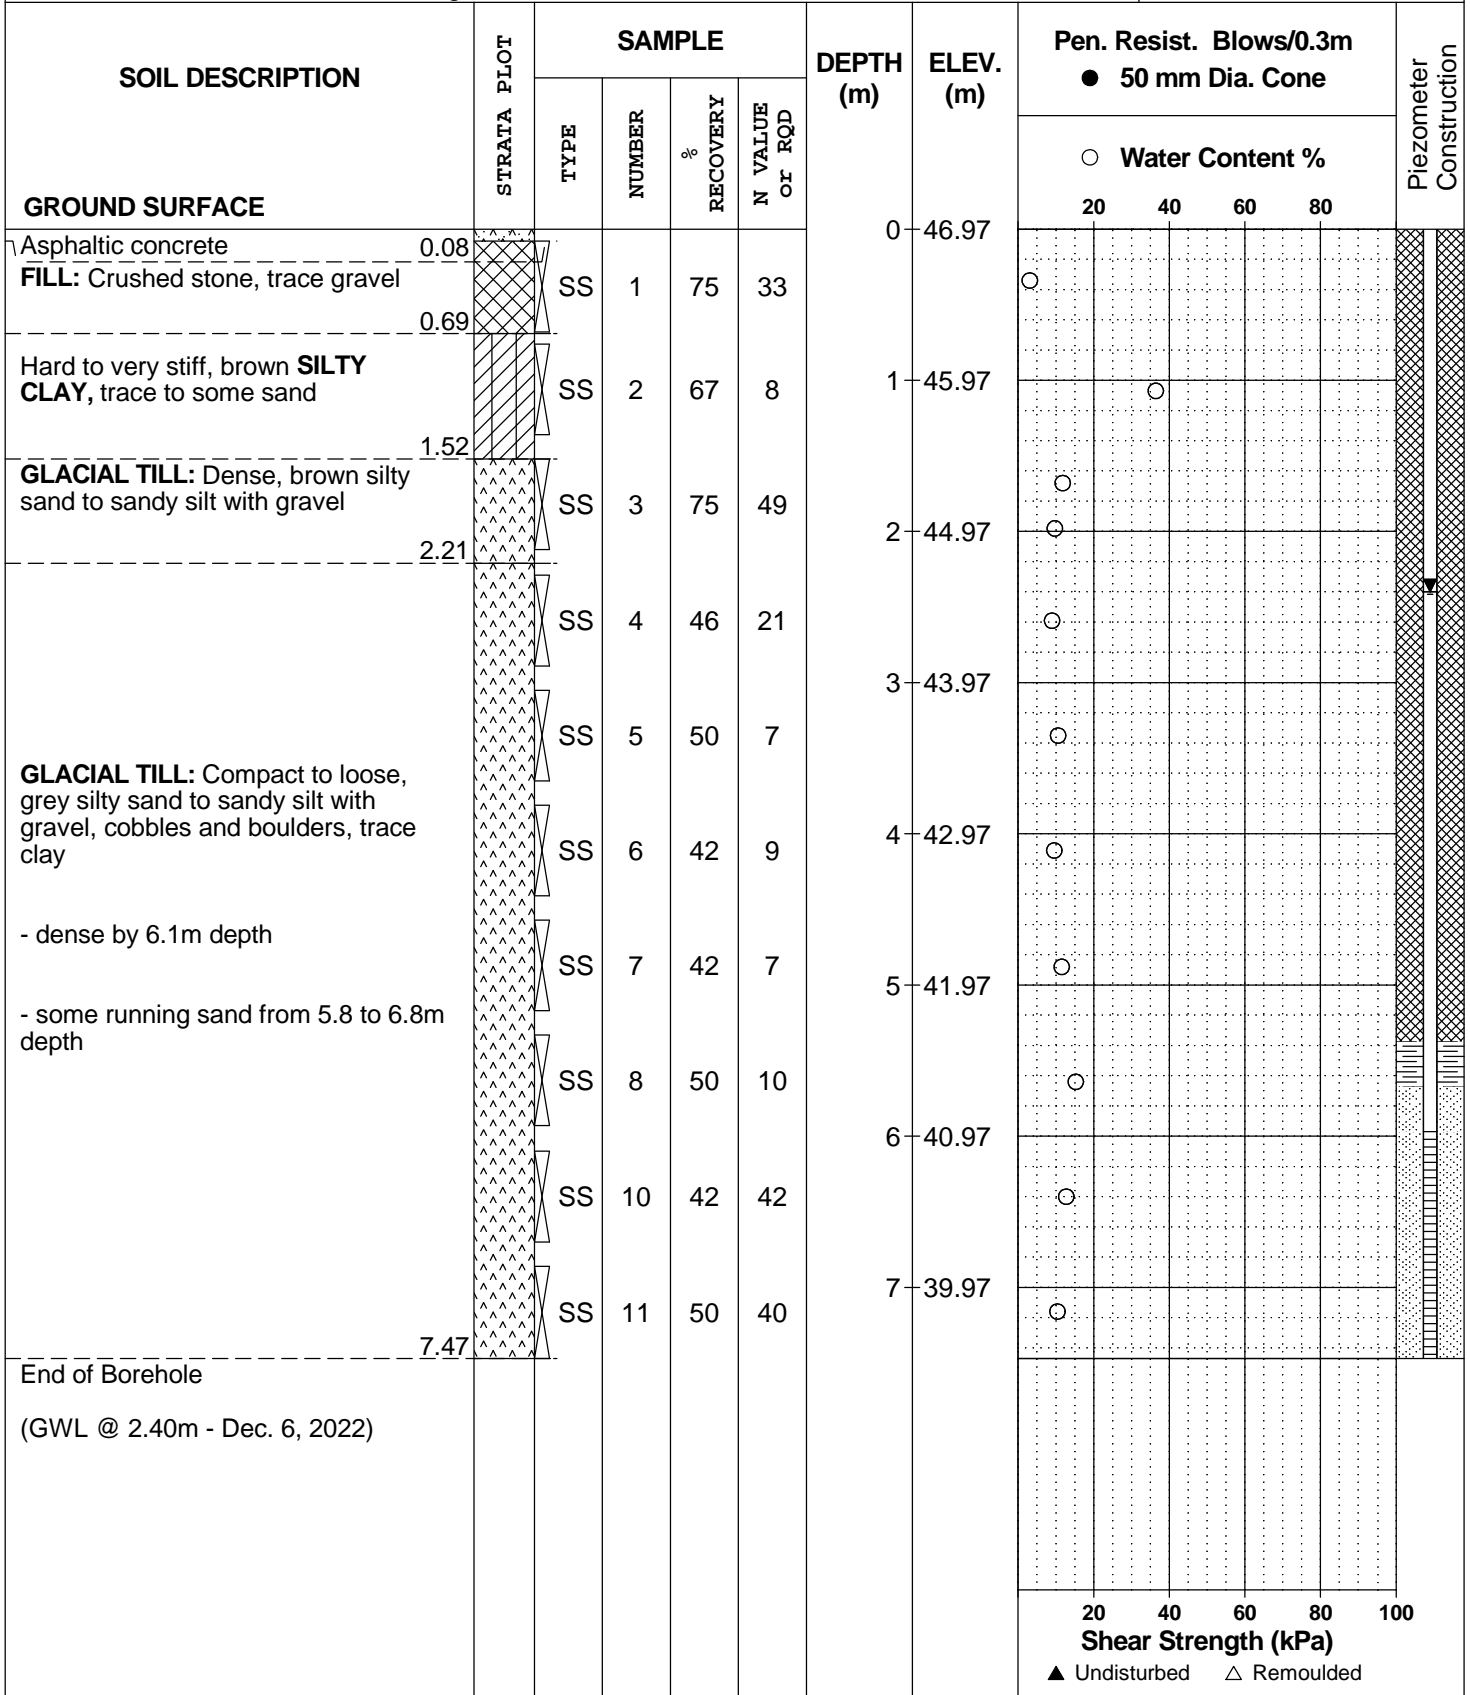 SOIL DESCRIPTION
GROUND SURFACE
STRATA PLOT
SAMPLE
TYPE
NUMBER
%
RECOVERY
N VALUE
or RQD
DEPTH
(m)
ELEV.
(m)
Pen. Resist. Blows/0.3m
● 50 mm Dia. Cone
○ Water Content %
20 40 60 80
Piezometer
Construction
Asphaltic concrete 0.08
FILL: Crushed stone, trace gravel
0.69
SS 1 75 33
0 46.97
Hard to very stiff, brown SILTY
CLAY, trace to some sand
1.52
SS 2 67 8
1 45.97
GLACIAL TILL: Dense, brown silty
sand to sandy silt with gravel
2.21
SS 3 75 49
2 44.97
SS 4 46 21
3 43.97
SS 5 50 7
GLACIAL TILL: Compact to loose,
grey silty sand to sandy silt with
gravel, cobbles and boulders, trace
clay
SS 6 42 9
4 42.97
- dense by 6.1m depth
SS 7 42 7
5 41.97
- some running sand from 5.8 to 6.8m
depth
SS 8 50 10
6 40.97
SS 10 42 42
7 39.97
SS 11 50 40
7.47
End of Borehole
(GWL @ 2.40m - Dec. 6, 2022)
20 40 60 80 100
Shear Strength (kPa)
▲ Undisturbed △ Remoulded